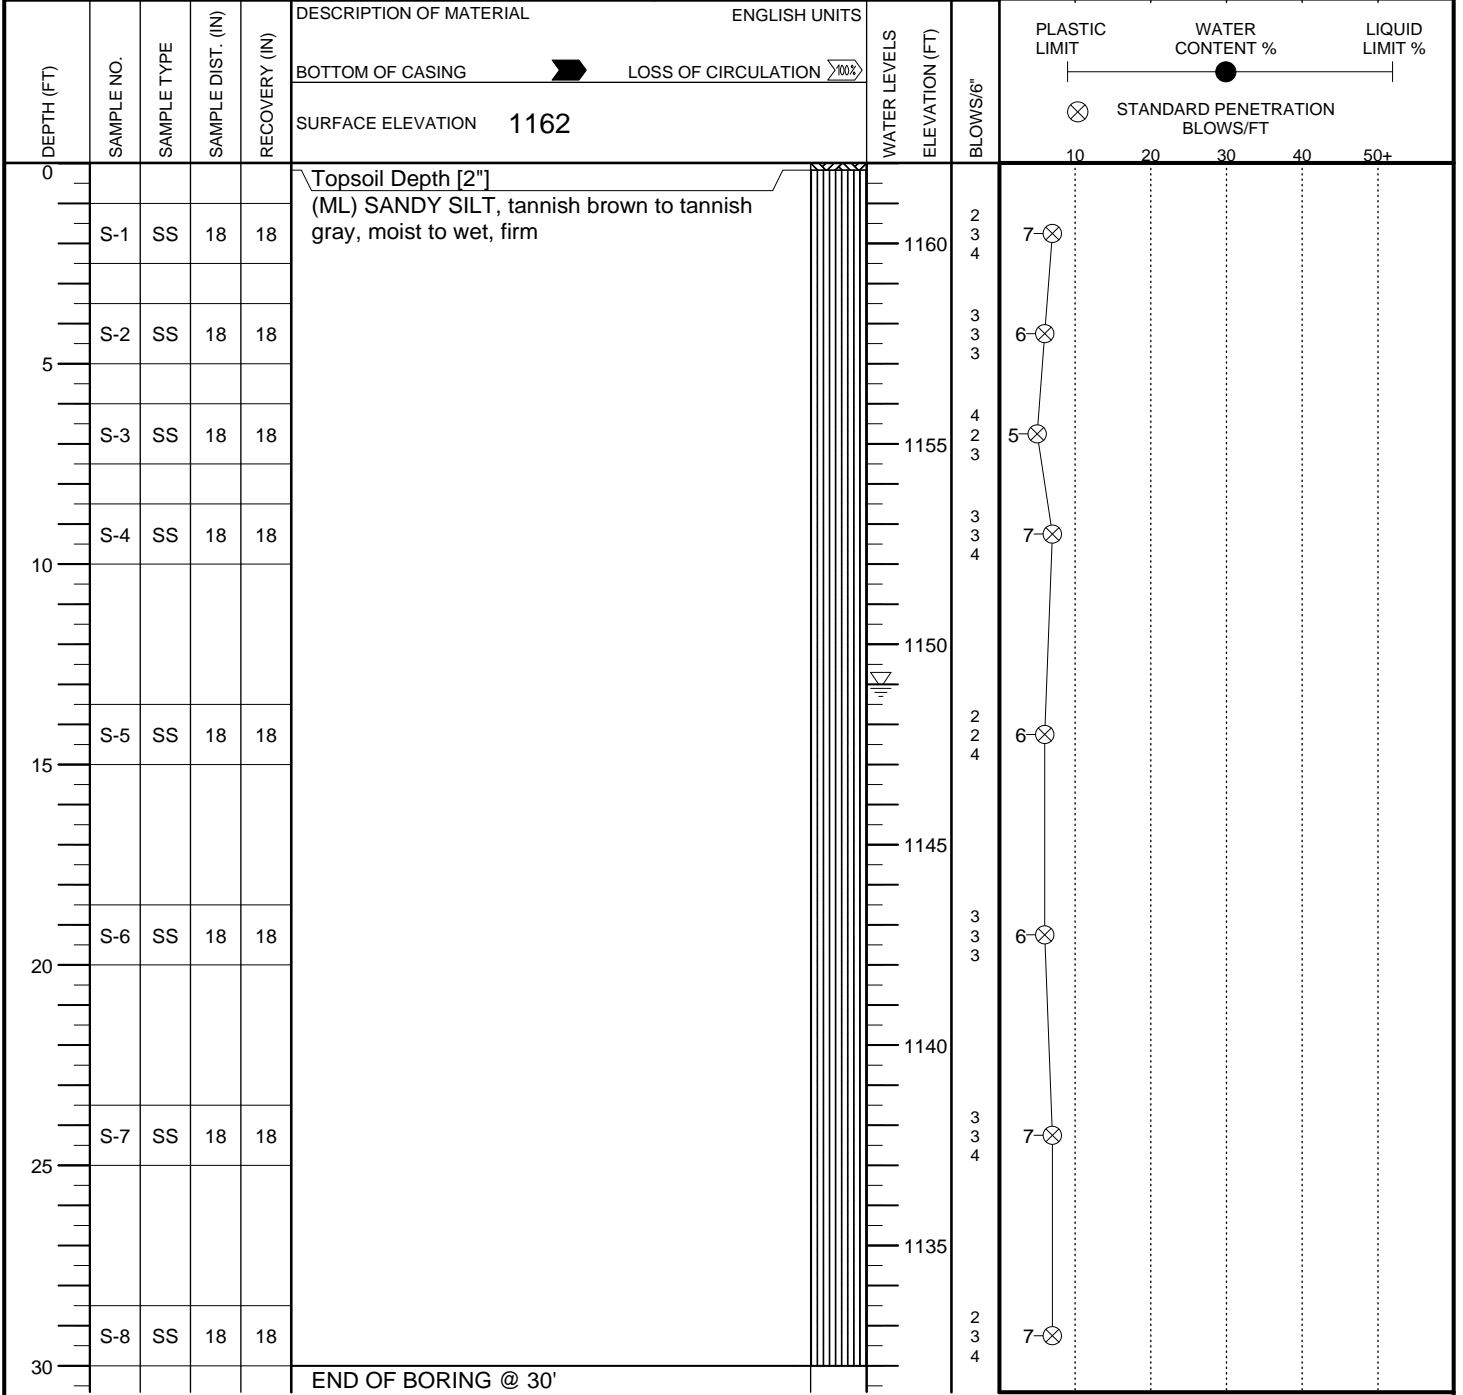 DEPTH (FT)
SAMPLE NO.
SAMPLE TYPE
SAMPLE DIST. (IN)
RECOVERY (IN)
DESCRIPTION OF MATERIAL ENGLISH UNITS
BOTTOM OF CASING LOSS OF CIRCULATION 100%
SURFACE ELEVATION 1162
WATER LEVELS
ELEVATION (FT)
BLOWS/6"
PLASTIC LIMIT
WATER CONTENT %
LIQUID LIMIT %
STANDARD PENETRATION
BLOWS/FT
10 20 30 40 50+
0
Topsoil Depth [2"]
(ML) SANDY SILT, tannish brown to tannish
gray, moist to wet, firm
S-1 SS 18 18 2 3 4 7
1160
S-2 SS 18 18 3 3 3 6
5
S-3 SS 18 18 4 2 3 5
1155
S-4 SS 18 18 3 3 4 7
10
1150
S-5 SS 18 18 2 2 4 6
15
1145
S-6 SS 18 18 3 3 3 6
20
1140
S-7 SS 18 18 3 3 4 7
25
1135
S-8 SS 18 18 2 3 4 7
30
END OF BORING @ 30'